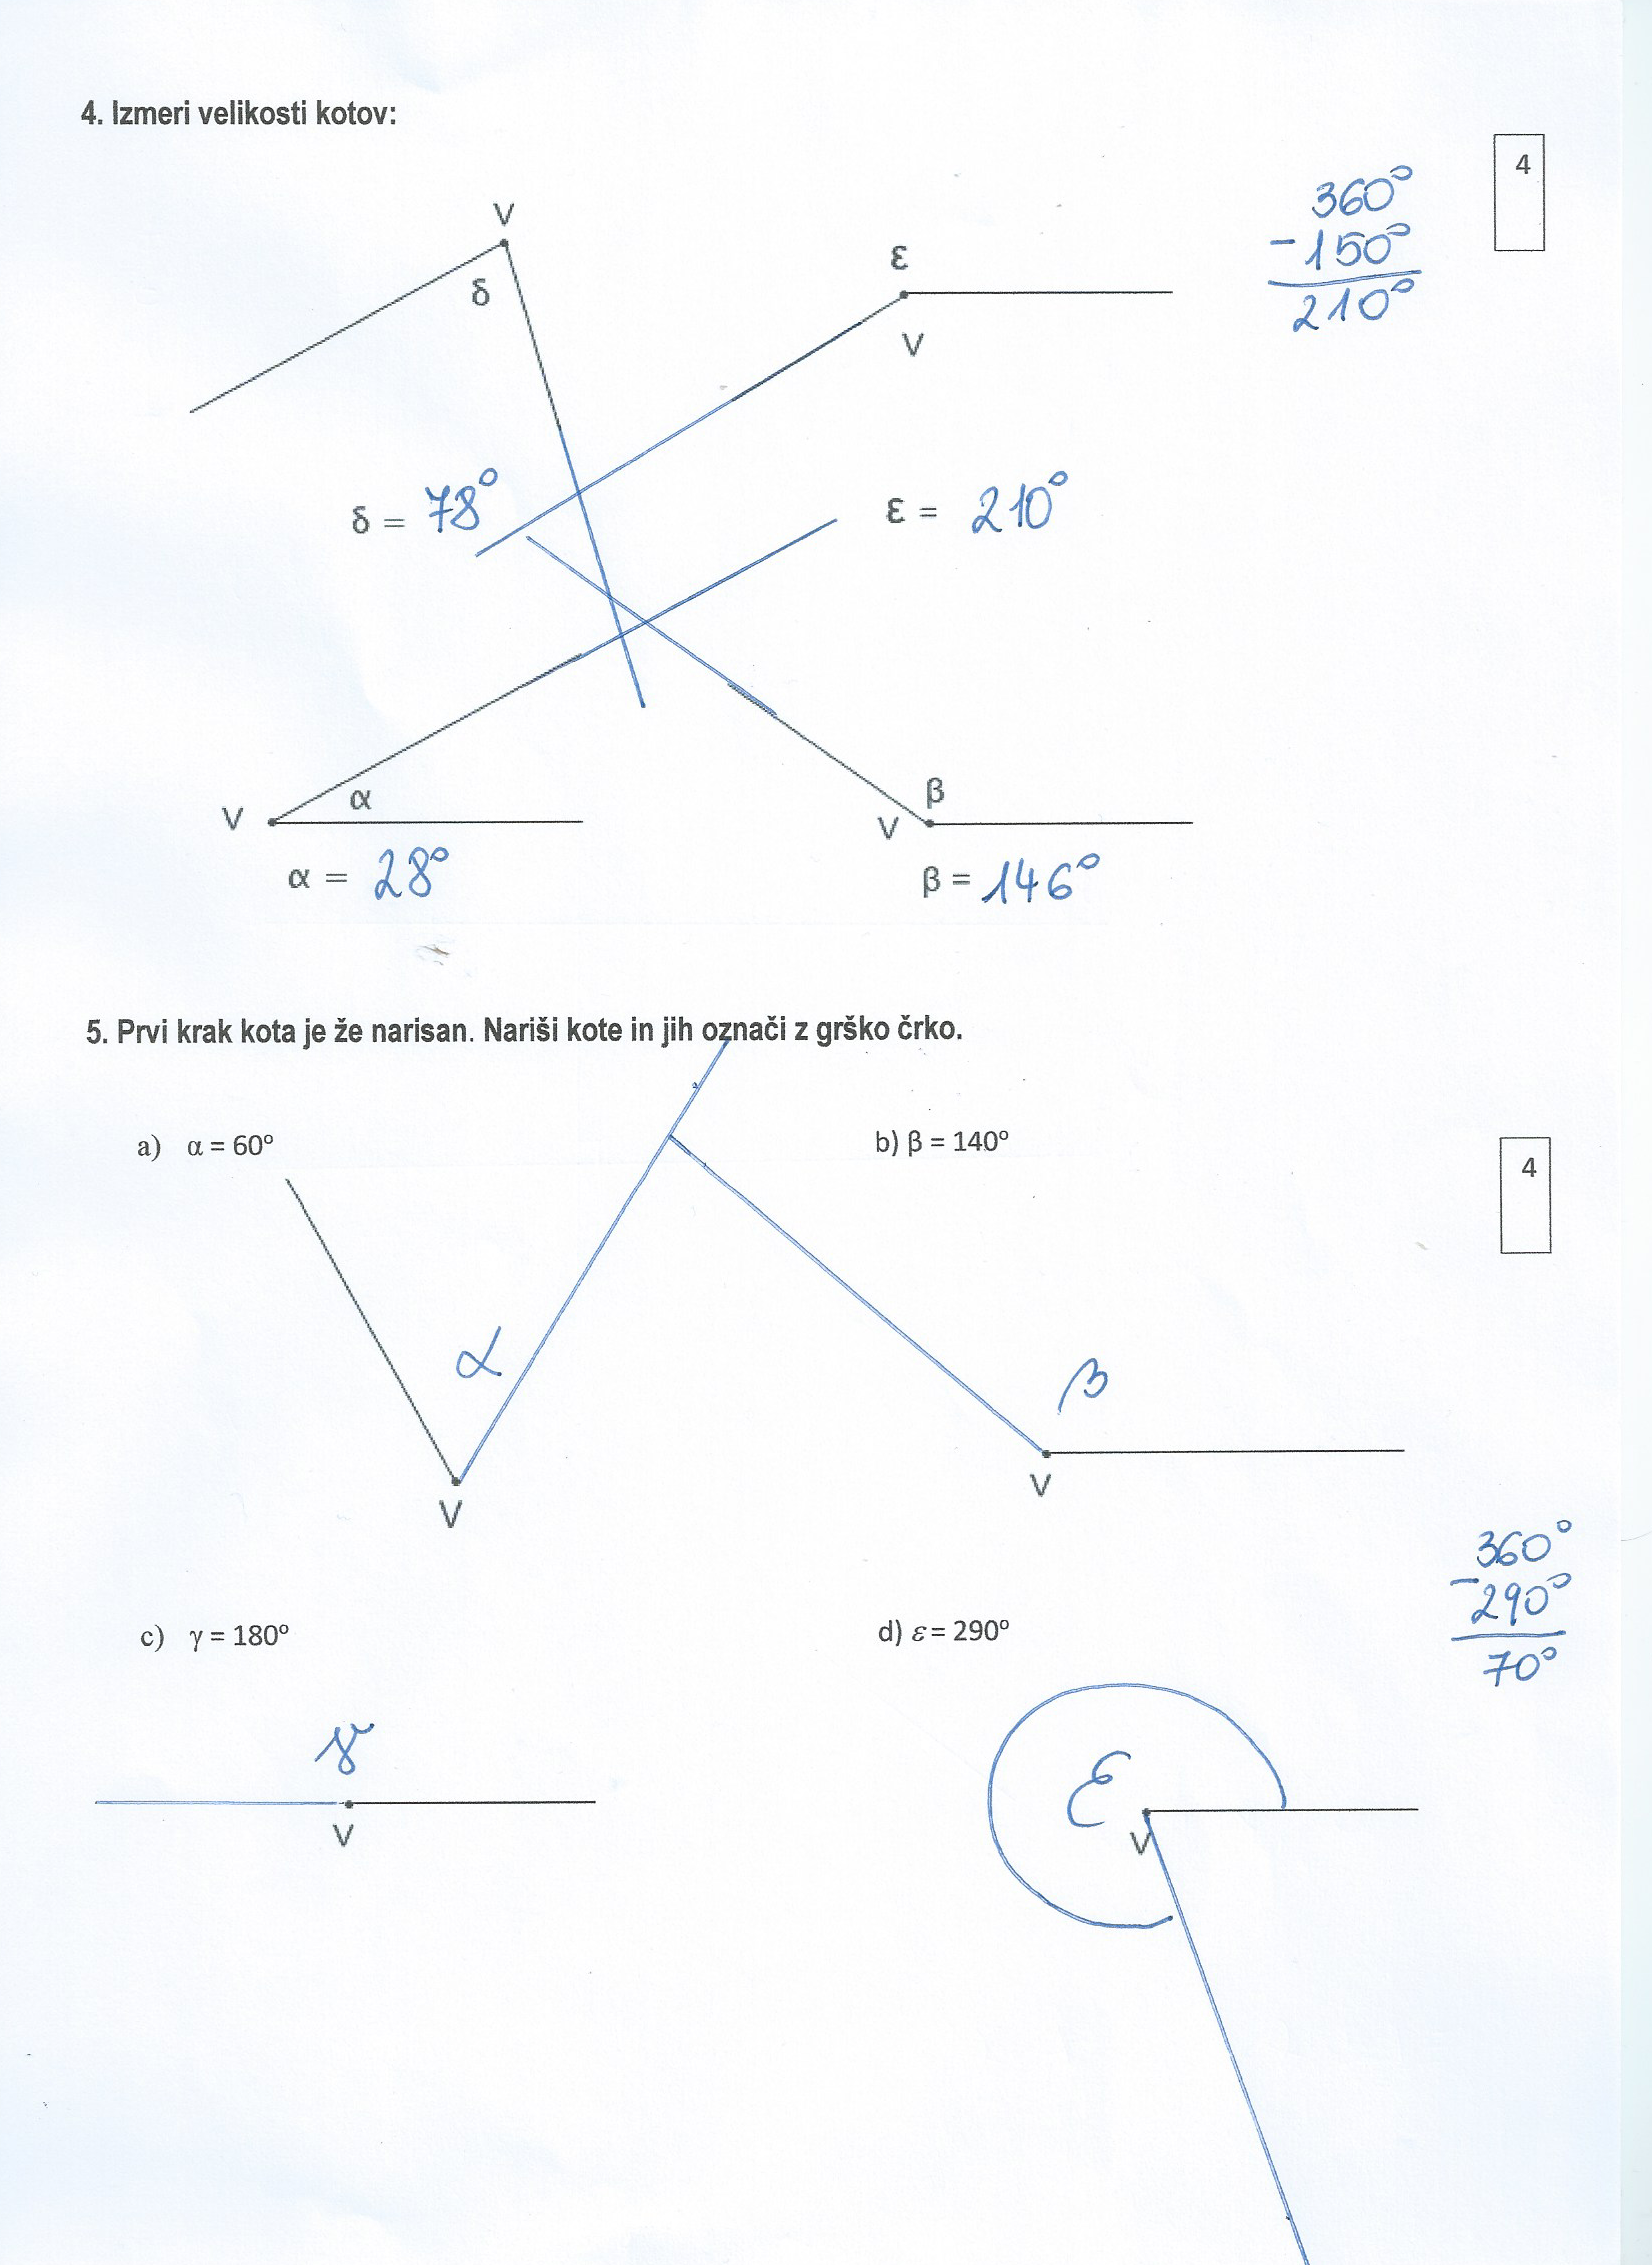 4. Izmeri velikosti kotov:
4
360°
-150°
210°
V
δ
ε
V
δ = 78°
ε = 210°
V
α
α = 28°
β
V
β = 146°
5. Prvi krak kota je že narisan. Nariši kote in jih označi z grško črko.
4
a) α = 60°
α
V
b) β = 140°
β
V
c) γ = 180°
γ
V
d) ε = 290°
360°
-290°
70°
ε
V